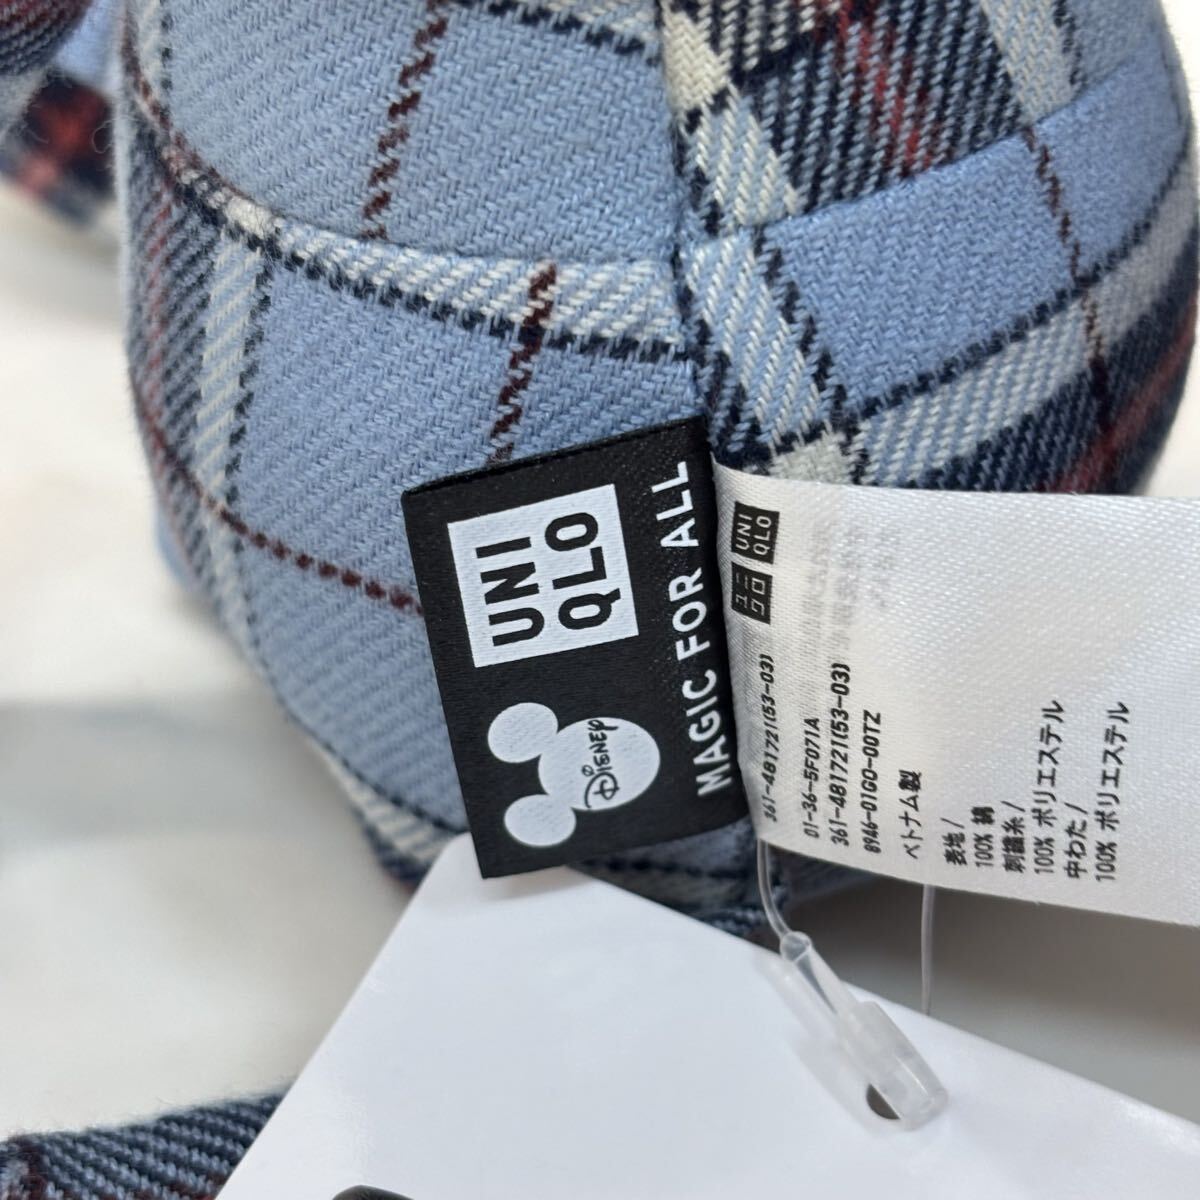 UNI
QLO
Disney
MAGIC FOR ALL
ユニ
クロ
UNI
QLO
361-481721(53-03)
01-36-5F071A
361-481721(53-03)
8946-01GO-00TZ
ベトナム製
表地/
100% 綿
刺繍糸/
100% ポリエステル
中わた/
100% ポリエステル